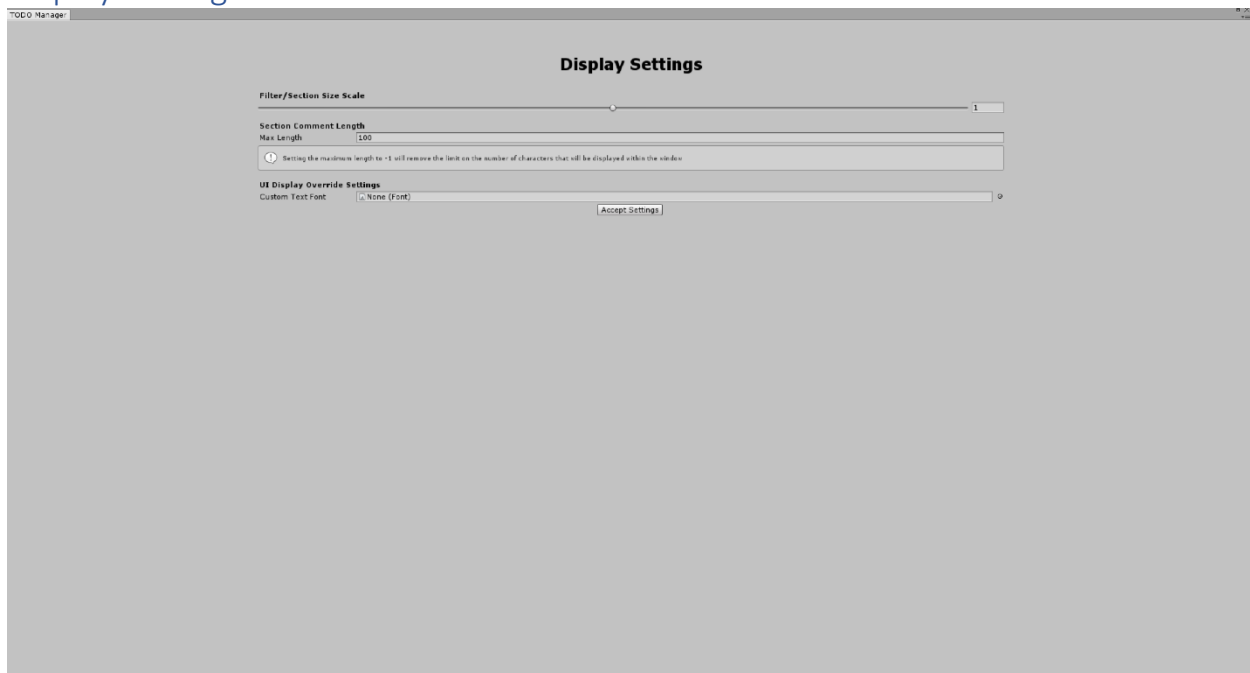 TODO Manager
Display Settings
Filter/Section Size Scale
1
Section Comment Length
Max Length 100
Setting the maximum length to -1 will remove the limit on the number of characters that will be displayed within the window
UI Display Override Settings
Custom Text Font None (Font)
Accept Settings